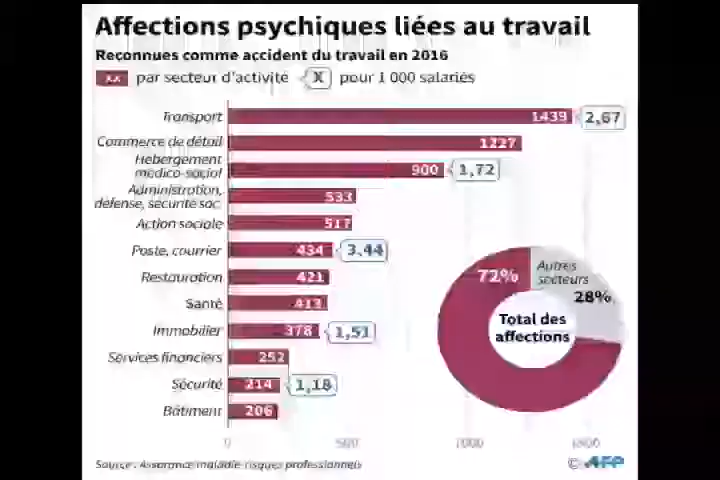 Affections psychiques liées au travail
Reconnues comme accident du travail en 2016
xx par secteur d'activité X pour 1 000 salariés
Transport 1439 2,67
Commerce de détail 1227
Hébergement
médico-social 900 1,72
Administration,
défense, sécurité soc. 533
Action sociale 517
Poste, courrier 434 3,44
Restauration 421
Santé 413
Immobilier 378 1,51
Services financiers 252
Sécurité 214 1,18
Bâtiment 206
0 500 1000 1500
72%
Autres
secteurs
28%
Total des
affections
Source : Assurance maladie-risques professionnels
© AFP